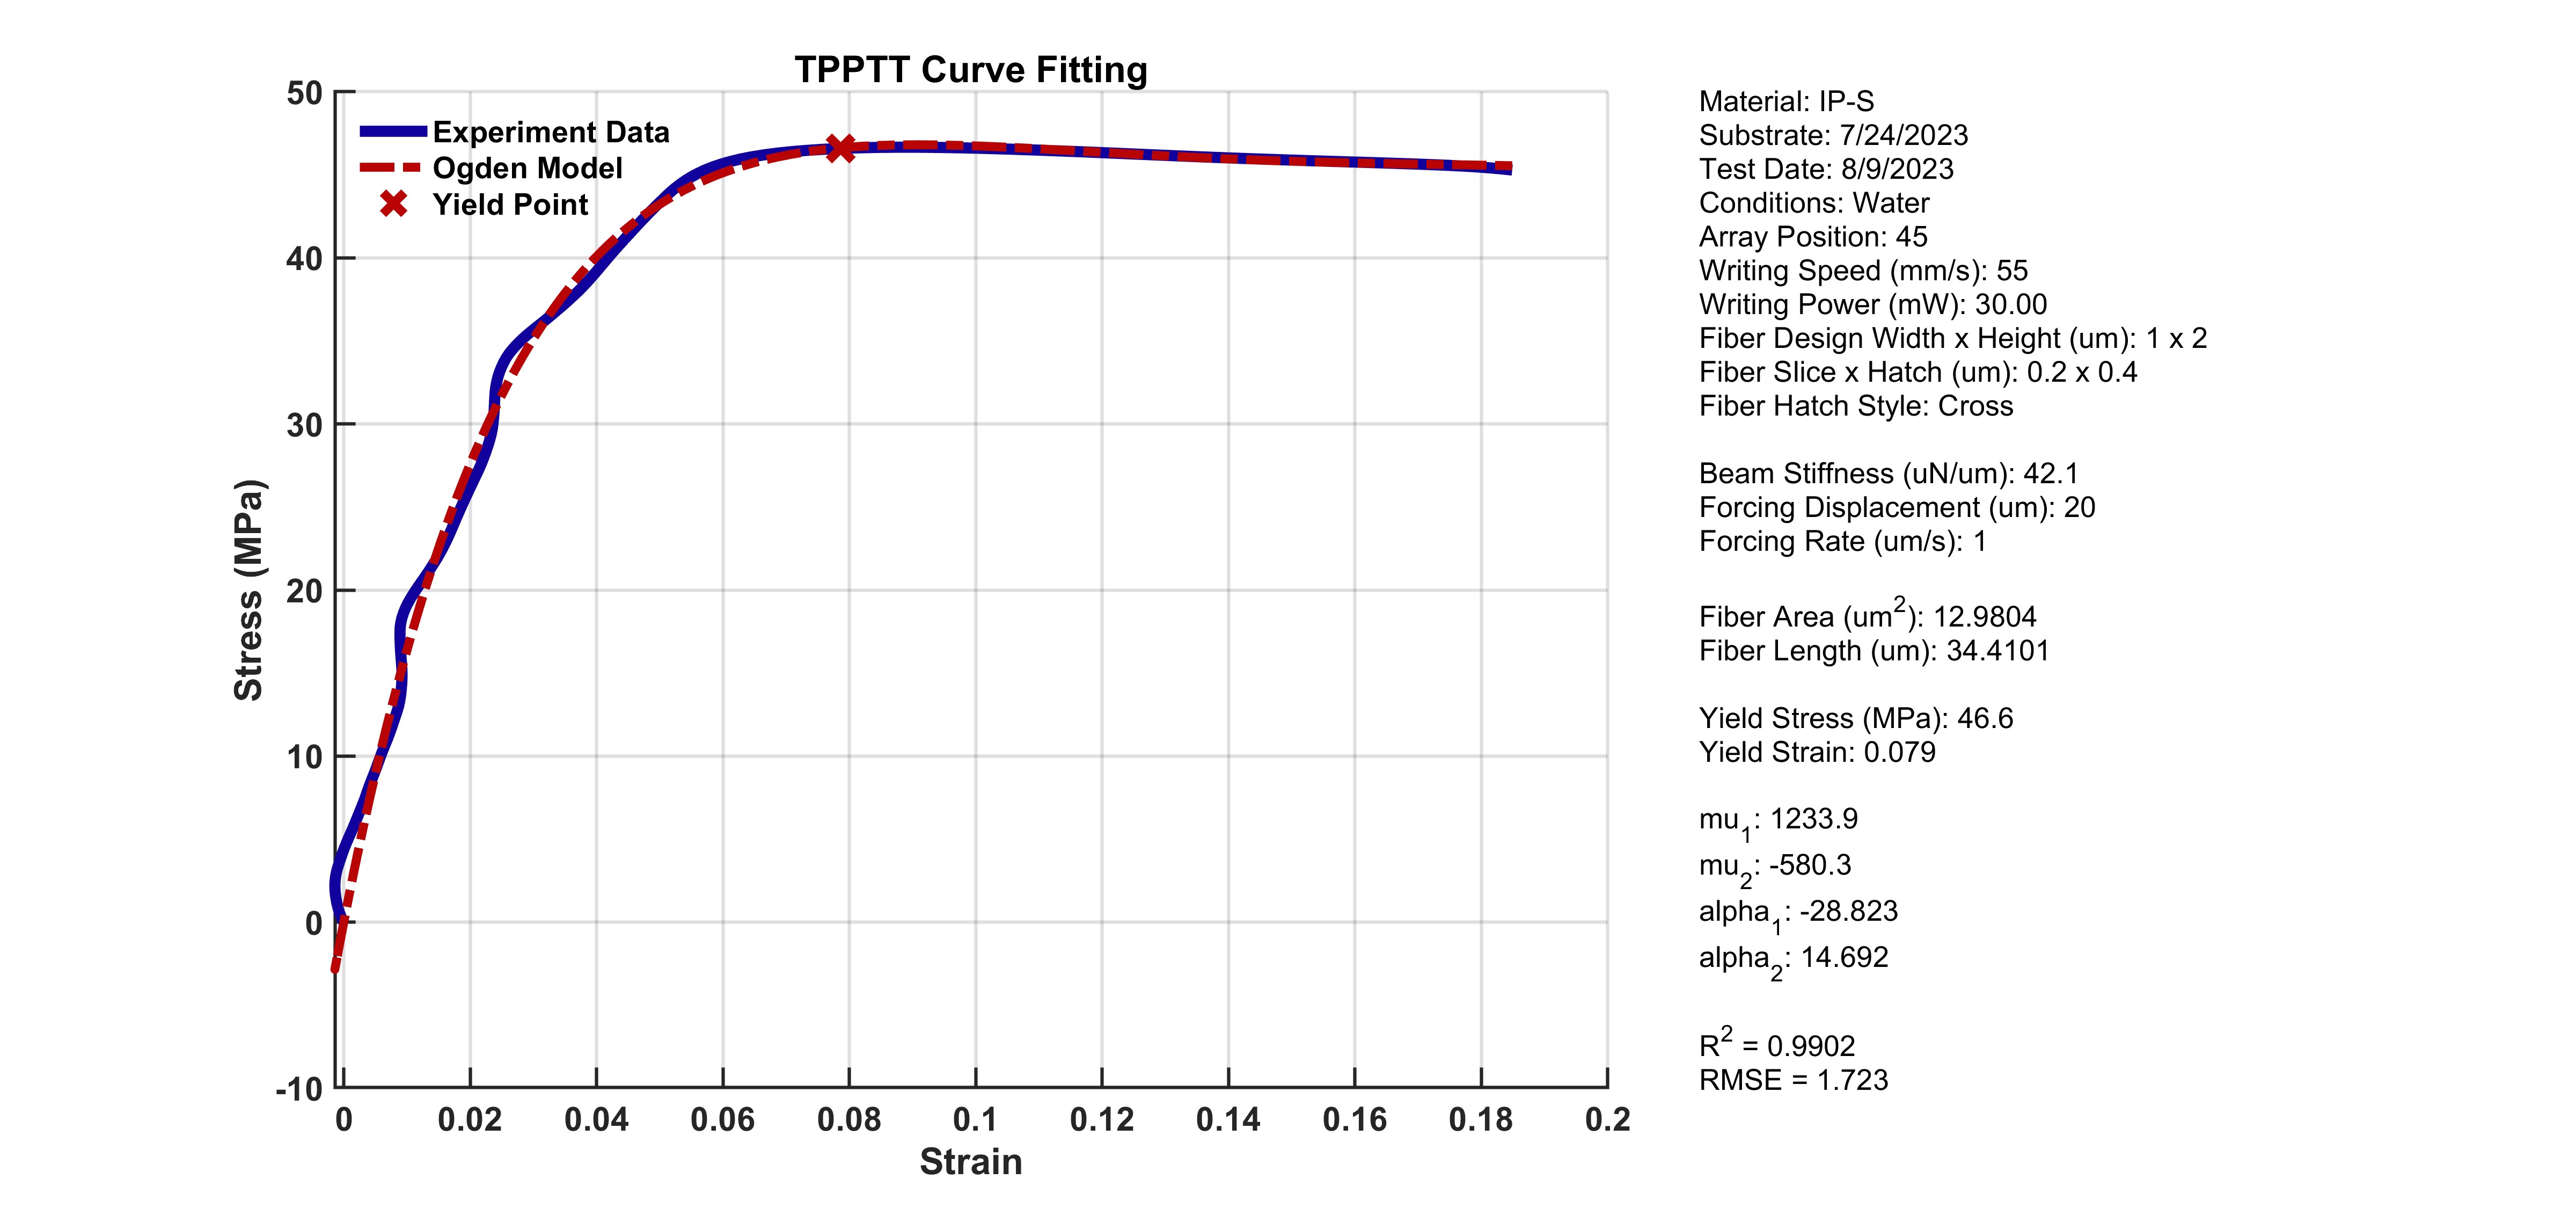 TPPTT Curve Fitting
50
40
30
20
10
0
-10
Stress (MPa)
Experiment Data
Ogden Model
Yield Point
0 0.02 0.04 0.06 0.08 0.1 0.12 0.14 0.16 0.18 0.2
Strain
Material: IP-S
Substrate: 7/24/2023
Test Date: 8/9/2023
Conditions: Water
Array Position: 45
Writing Speed (mm/s): 55
Writing Power (mW): 30.00
Fiber Design Width x Height (um): 1 x 2
Fiber Slice x Hatch (um): 0.2 x 0.4
Fiber Hatch Style: Cross
Beam Stiffness (uN/um): 42.1
Forcing Displacement (um): 20
Forcing Rate (um/s): 1
Fiber Area (um²): 12.9804
Fiber Length (um): 34.4101
Yield Stress (MPa): 46.6
Yield Strain: 0.079
mu₁: 1233.9
mu₂: -580.3
alpha₁: -28.823
alpha₂: 14.692
R² = 0.9902
RMSE = 1.723